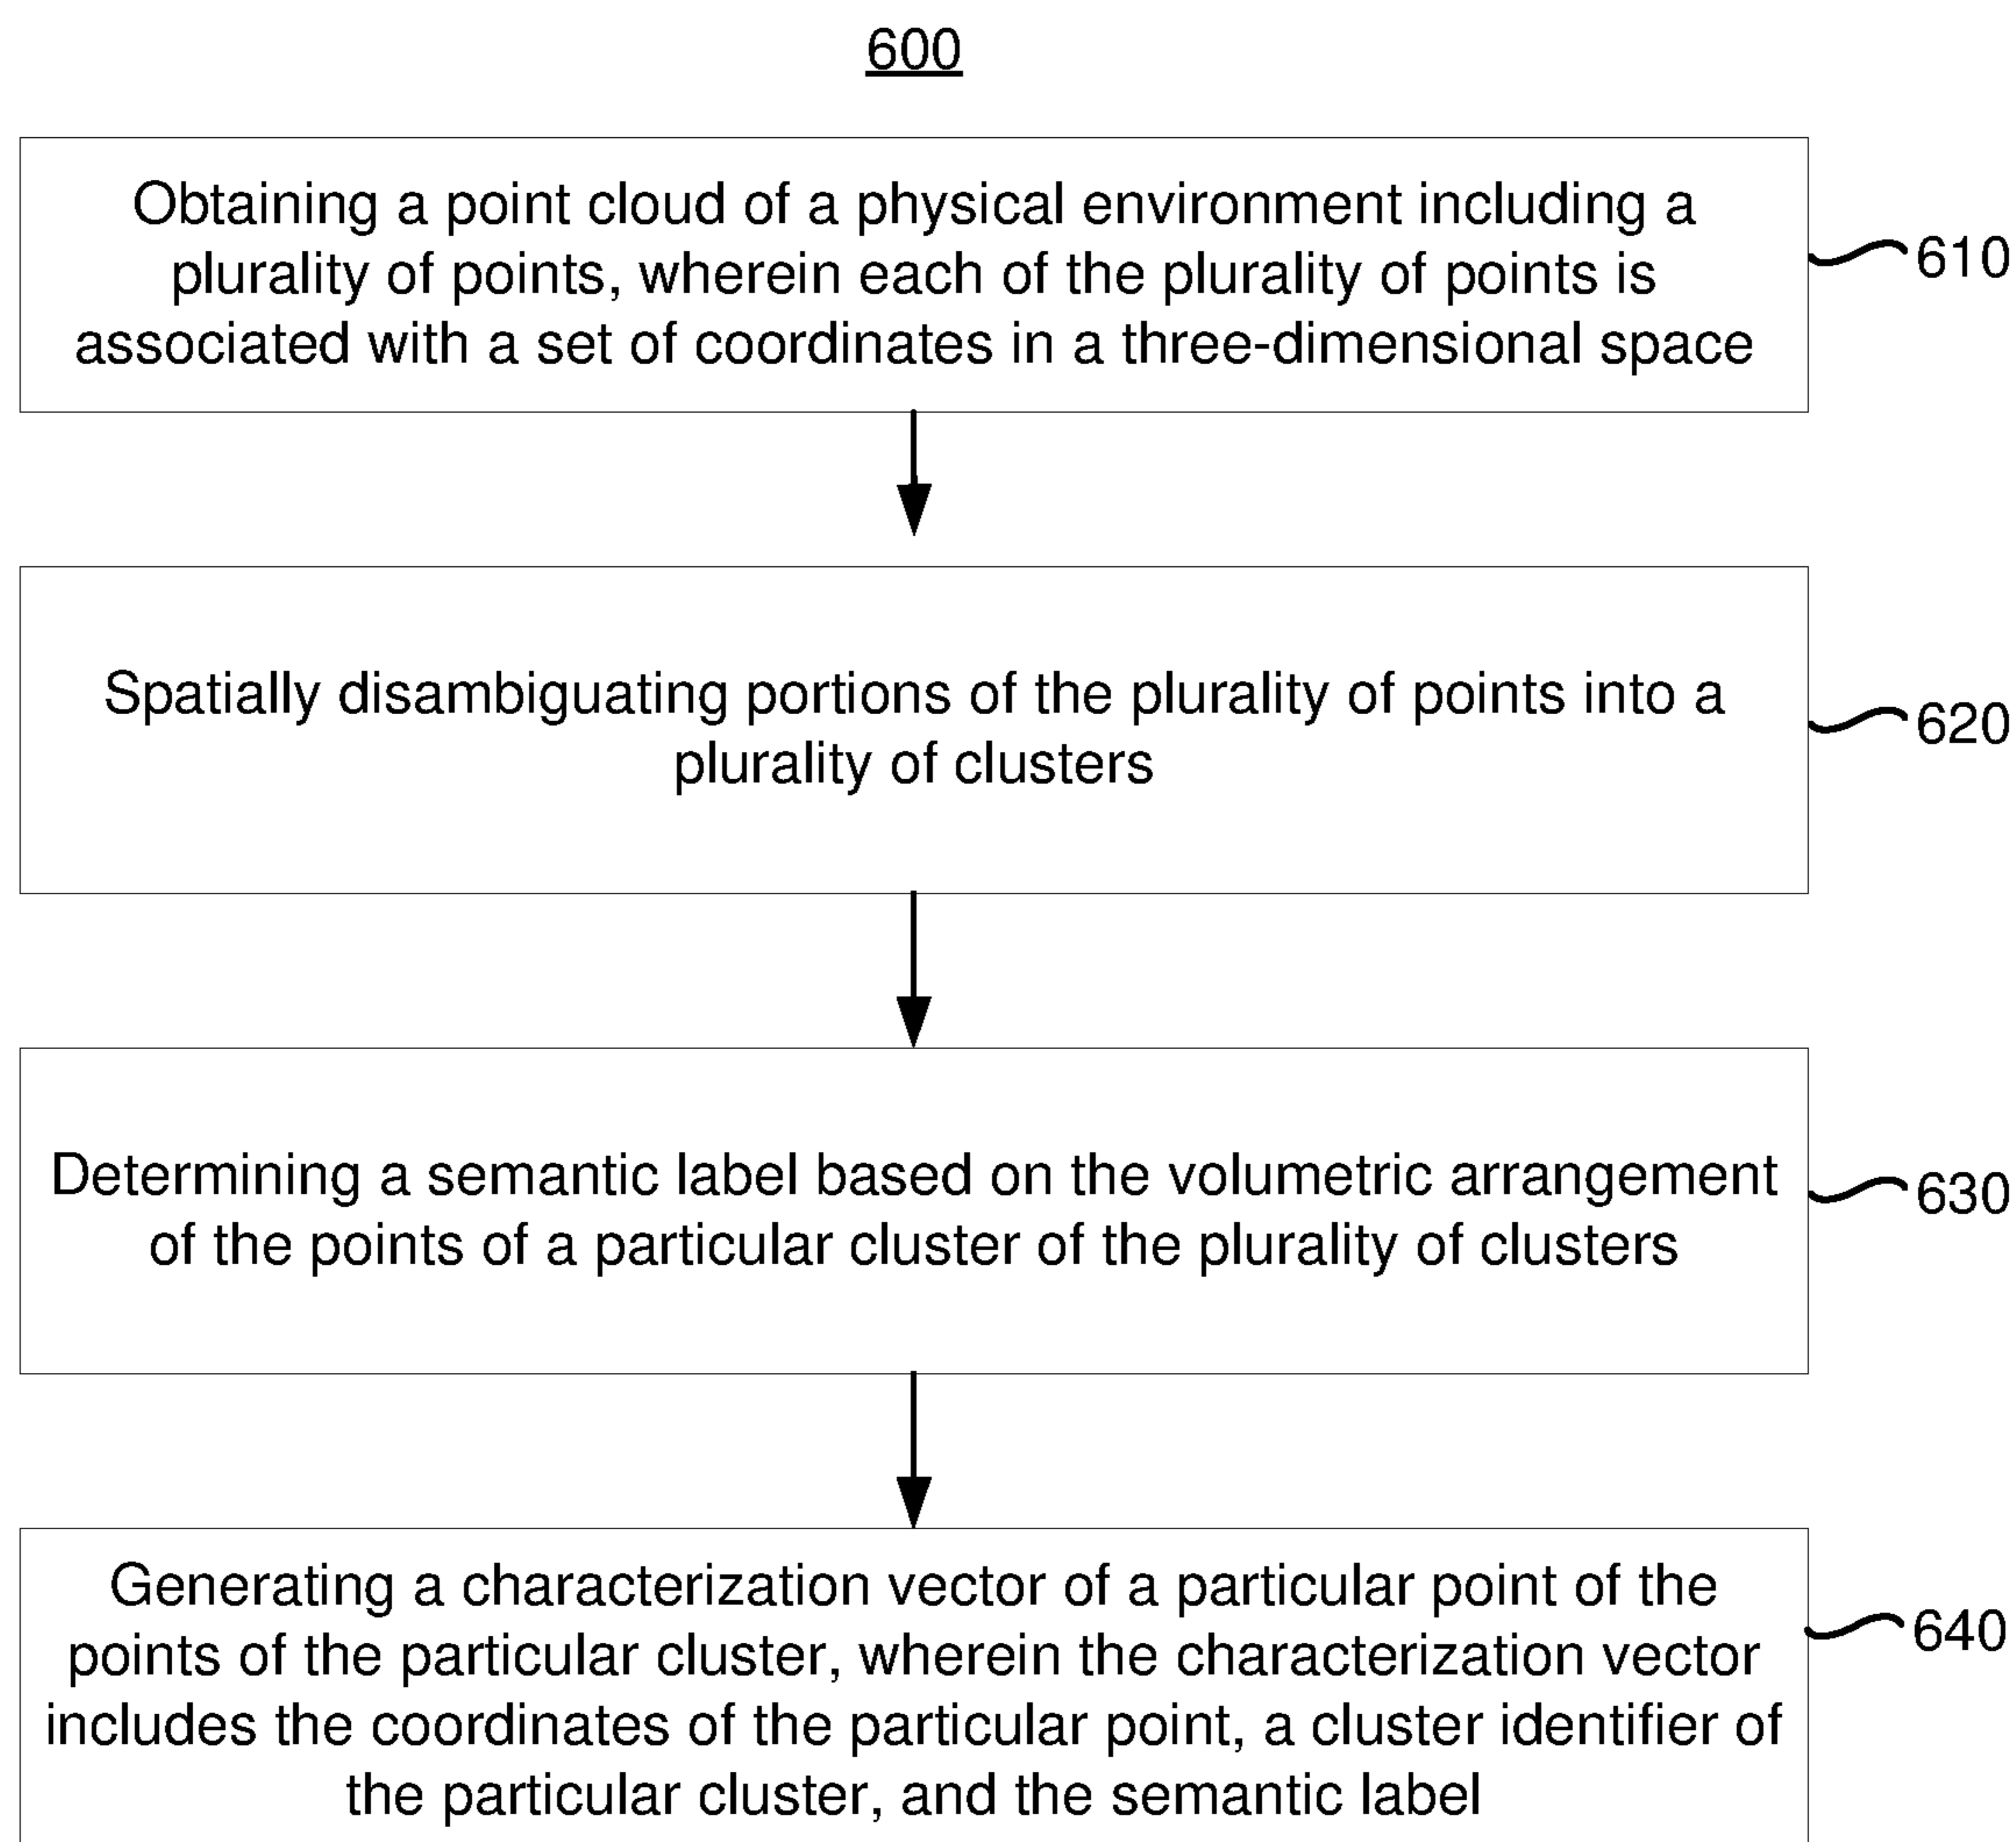 600
Obtaining a point cloud of a physical environment including a
plurality of points, wherein each of the plurality of points is
associated with a set of coordinates in a three-dimensional space
610
Spatially disambiguating portions of the plurality of points into a
plurality of clusters
620
Determining a semantic label based on the volumetric arrangement
of the points of a particular cluster of the plurality of clusters
630
Generating a characterization vector of a particular point of the
points of the particular cluster, wherein the characterization vector
includes the coordinates of the particular point, a cluster identifier of
the particular cluster, and the semantic label
640